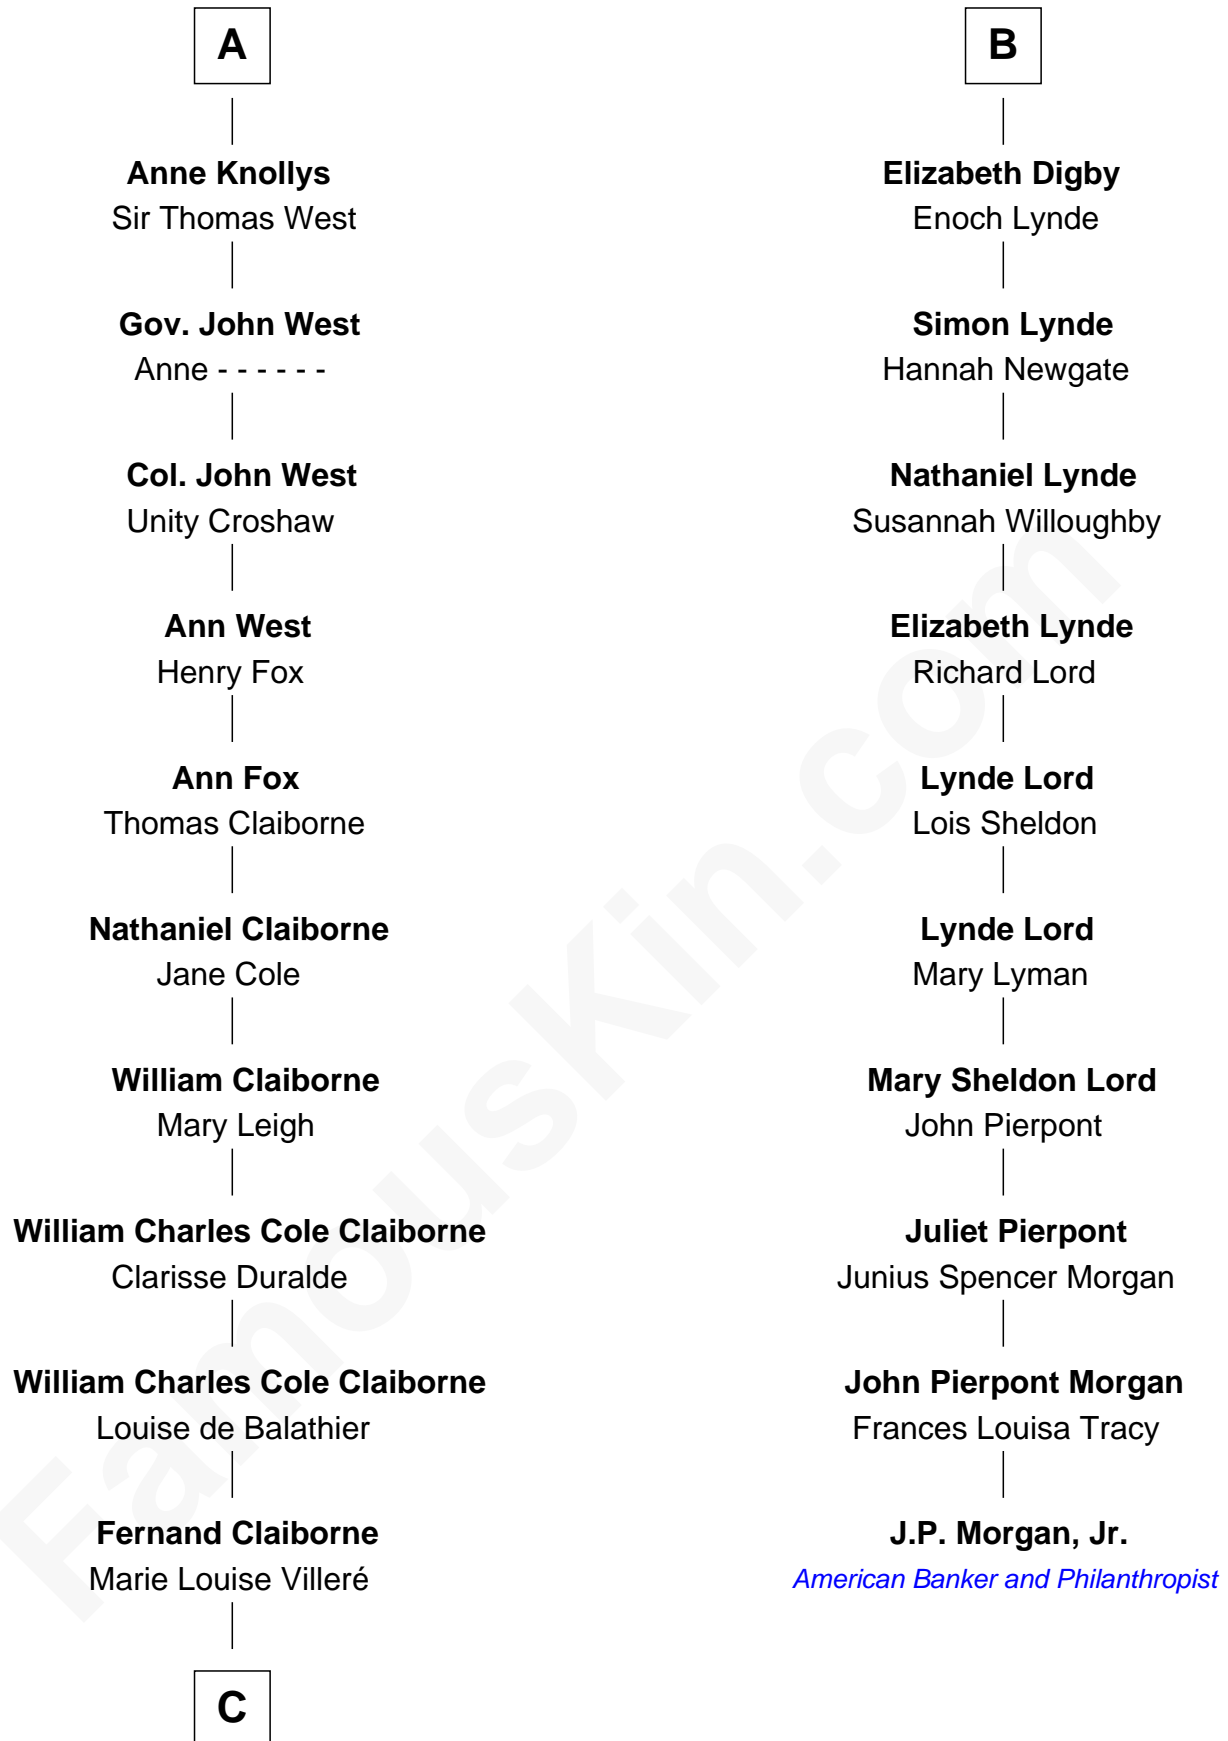 A
Anne Knollys
Sir Thomas West
Gov. John West
Anne - - - - - -
Col. John West
Unity Croshaw
Ann West
Henry Fox
Ann Fox
Thomas Claiborne
Nathaniel Claiborne
Jane Cole
William Claiborne
Mary Leigh
William Charles Cole Claiborne
Clarisse Duralde
William Charles Cole Claiborne
Louise de Balathier
Fernand Claiborne
Marie Louise Villeré
C
B
Elizabeth Digby
Enoch Lynde
Simon Lynde
Hannah Newgate
Nathaniel Lynde
Susannah Willoughby
Elizabeth Lynde
Richard Lord
Lynde Lord
Lois Sheldon
Lynde Lord
Mary Lyman
Mary Sheldon Lord
John Pierpont
Juliet Pierpont
Junius Spencer Morgan
John Pierpont Morgan
Frances Louisa Tracy
J.P. Morgan, Jr.
American Banker and Philanthropist
FamousKin.com